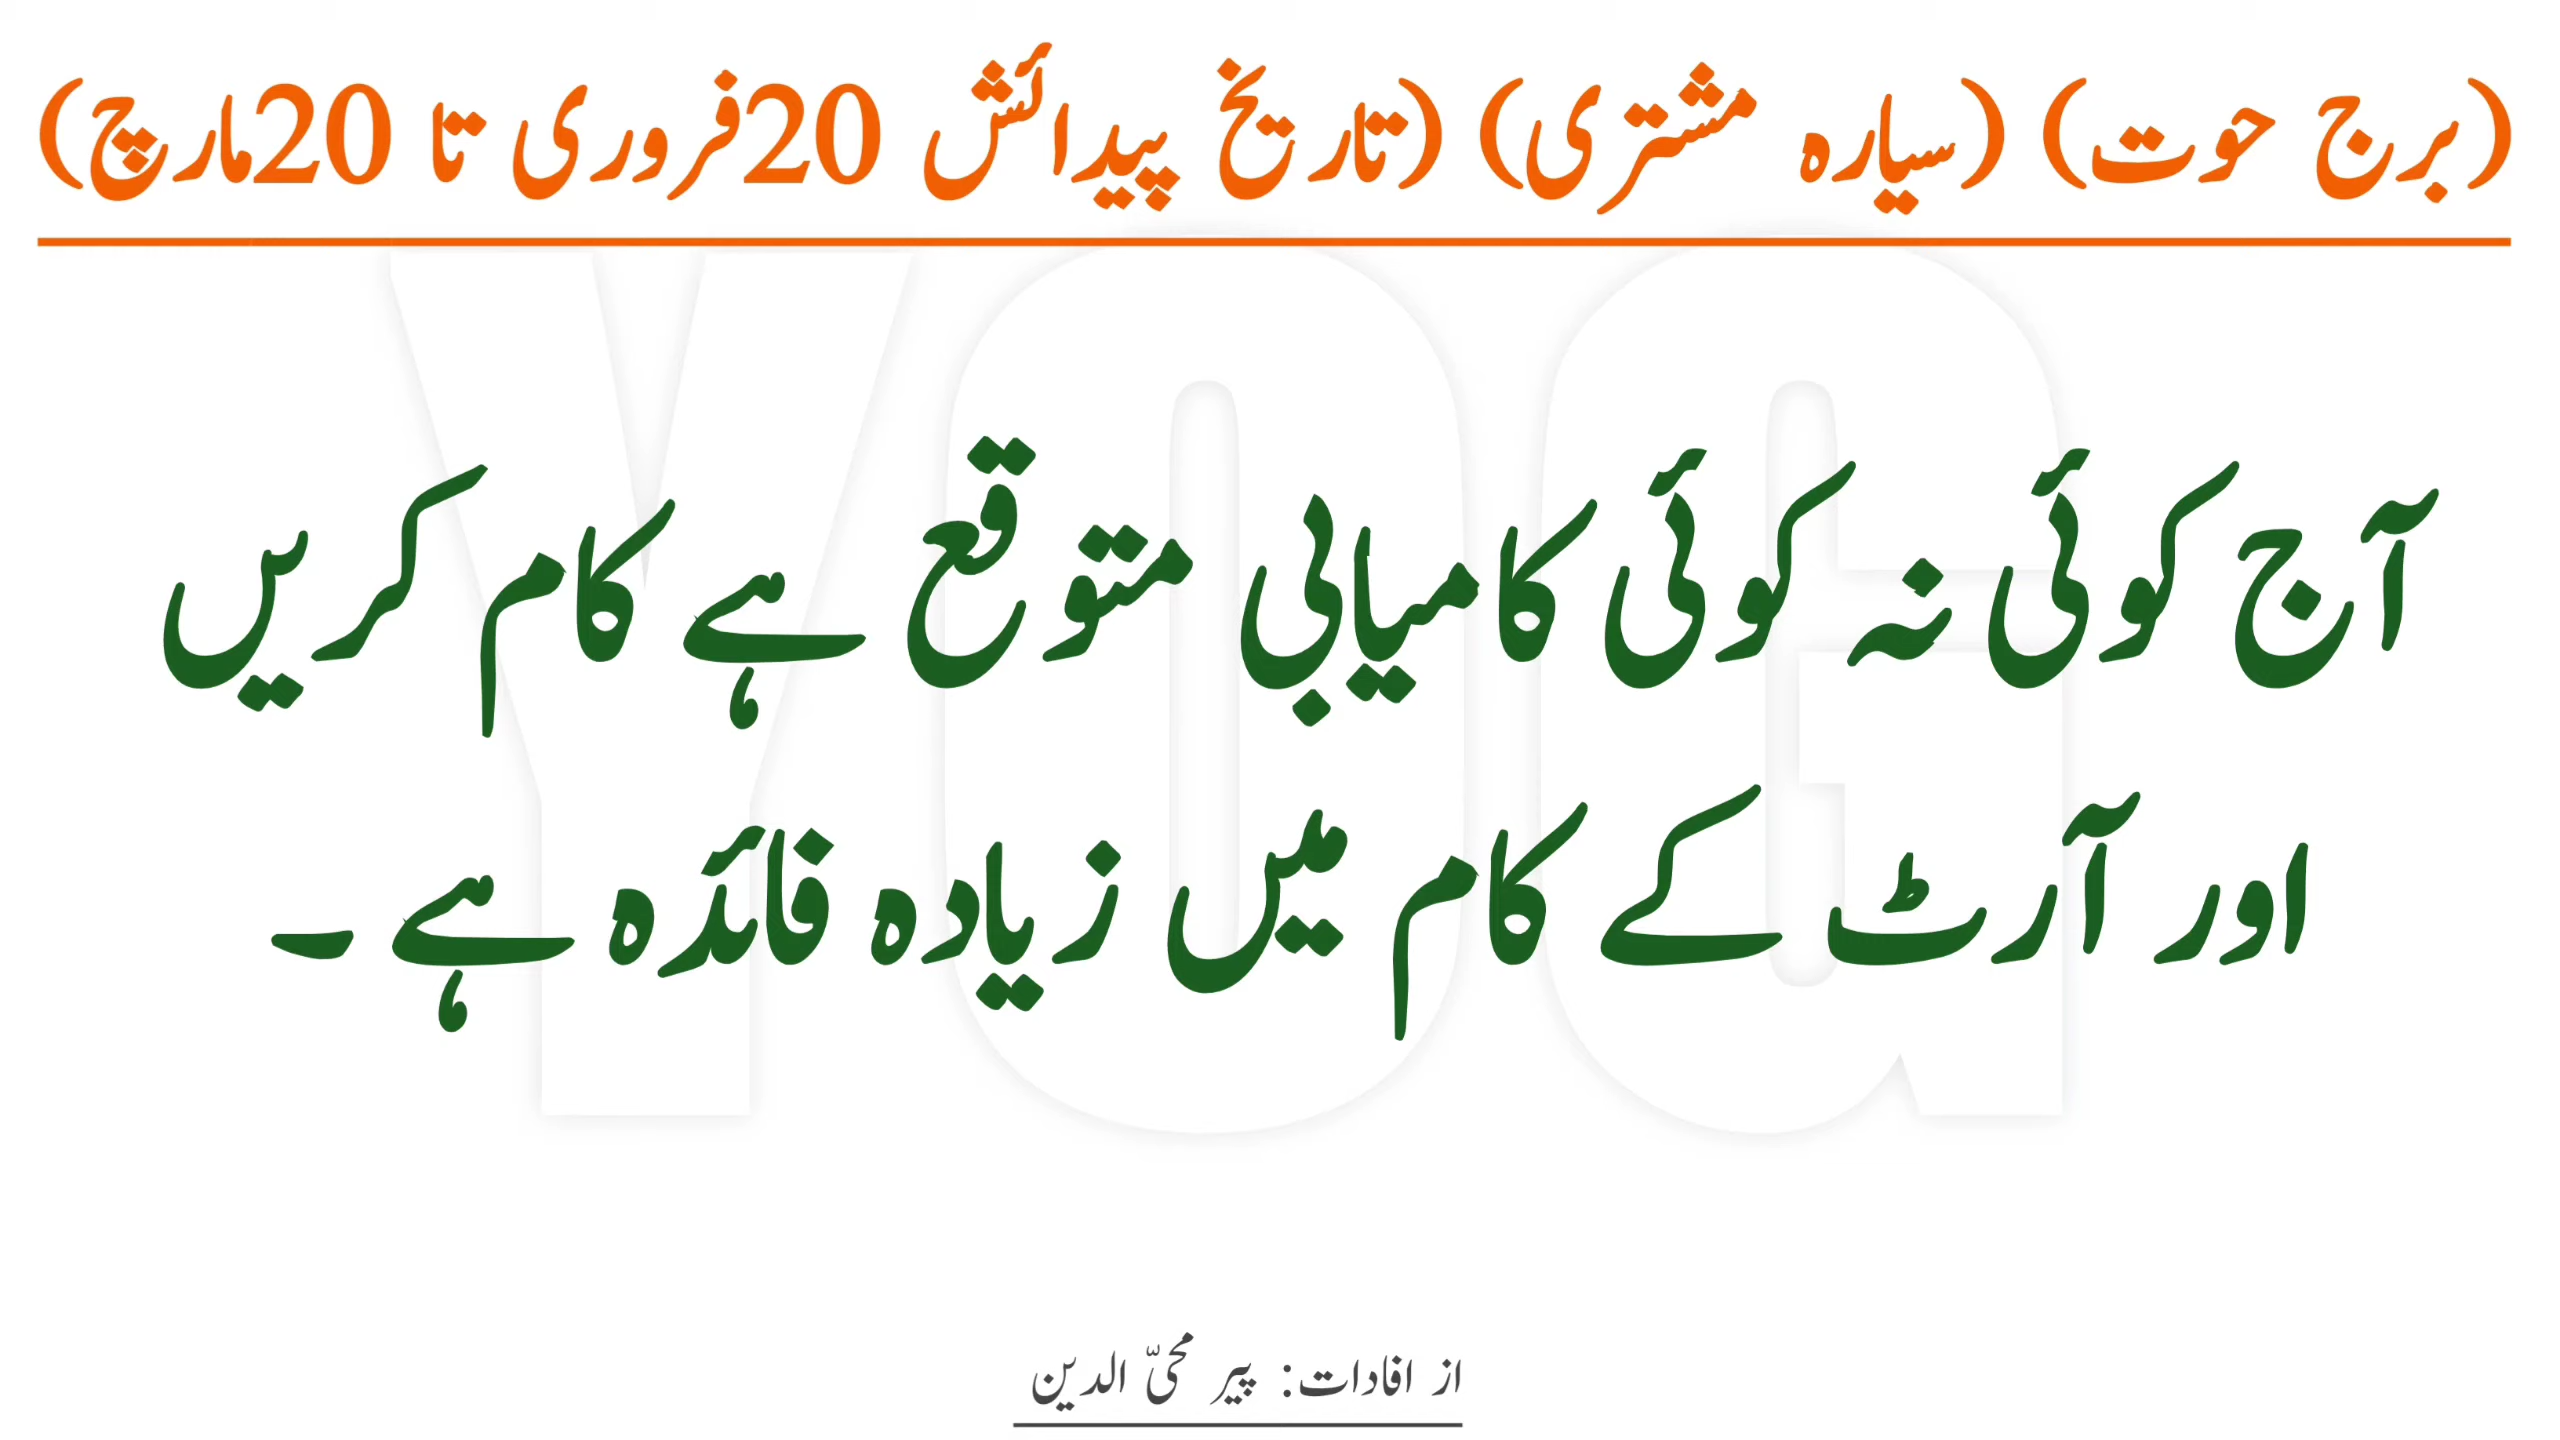 (برج حوت) (سیارہ مشتری) (تاریخ پیدائش 20فروری تا 20مارچ)
آج کوئی نہ کوئی کامیابی متوقع ہے کام کریں
اور آرٹ کے کام میں زیادہ فائدہ ہے ۔
YOG
از افادات: پیر محیّ الدین